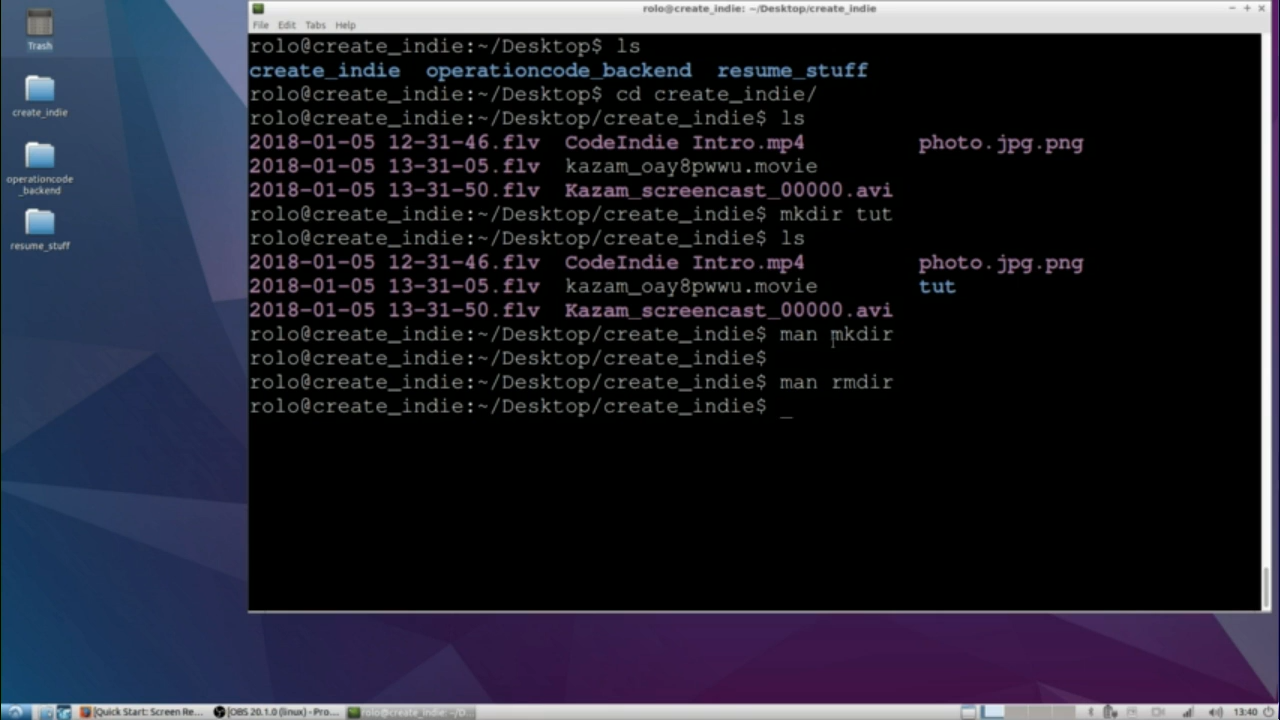 rolo@create_indie: ~/Desktop/create_indie
File Edit Tabs Help
Trash
create_indie
operationcode
_backend
resume_stuff
rolo@create_indie:~/Desktop$ ls
create_indie operationcode_backend resume_stuff
rolo@create_indie:~/Desktop$ cd create_indie/
rolo@create_indie:~/Desktop/create_indie$ ls
2018-01-05 12-31-46.flv CodeIndie Intro.mp4 photo.jpg.png
2018-01-05 13-31-05.flv kazam_oay8pwwu.movie
2018-01-05 13-31-50.flv Kazam_screencast_00000.avi
rolo@create_indie:~/Desktop/create_indie$ mkdir tut
rolo@create_indie:~/Desktop/create_indie$ ls
2018-01-05 12-31-46.flv CodeIndie Intro.mp4 photo.jpg.png
2018-01-05 13-31-05.flv kazam_oay8pwwu.movie tut
2018-01-05 13-31-50.flv Kazam_screencast_00000.avi
rolo@create_indie:~/Desktop/create_indie$ man mkdir
rolo@create_indie:~/Desktop/create_indie$
rolo@create_indie:~/Desktop/create_indie$ man rmdir
rolo@create_indie:~/Desktop/create_indie$ _
[Quick Start: Screen Re... [OBS 20.1.0 (linux) - Pro... rolo@create_indie: ~/D... 13:40